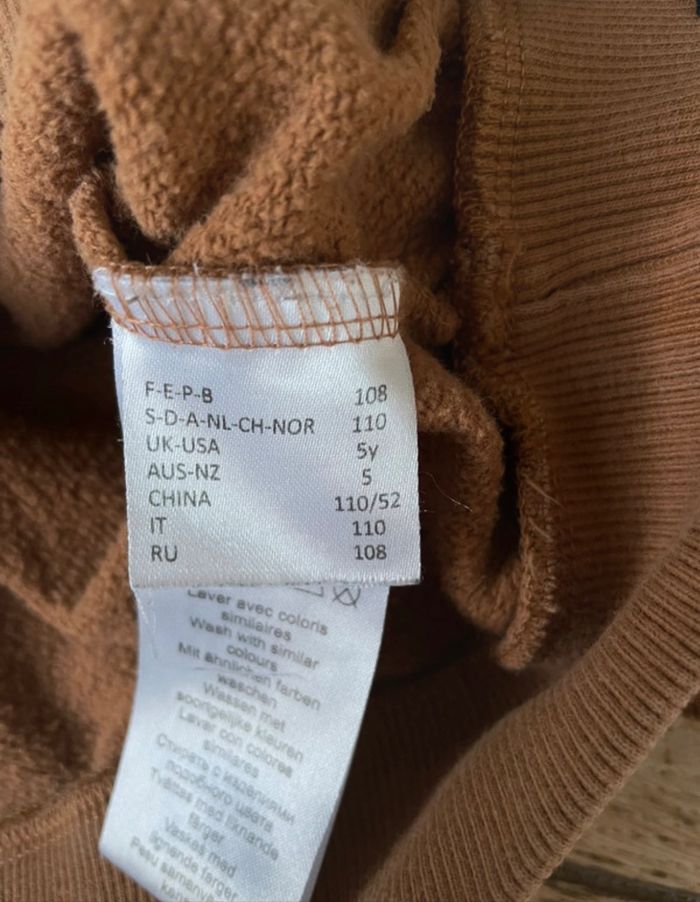 F-E-P-B 108
S-D-A-NL-CH-NOR 110
UK-USA 5y
AUS-NZ 5
CHINA 110/52
IT 110
RU 108
Laver avec coloris
similaires
Wash with similar
colours
Mit ähnlichen farben
waschen
Wassen met
soortgelijke kleuren
Lavar con colores
similares
Стирать с изделиями
подобного цвета
Tvättas med liknande
färger
Vaskes med
lignende farger